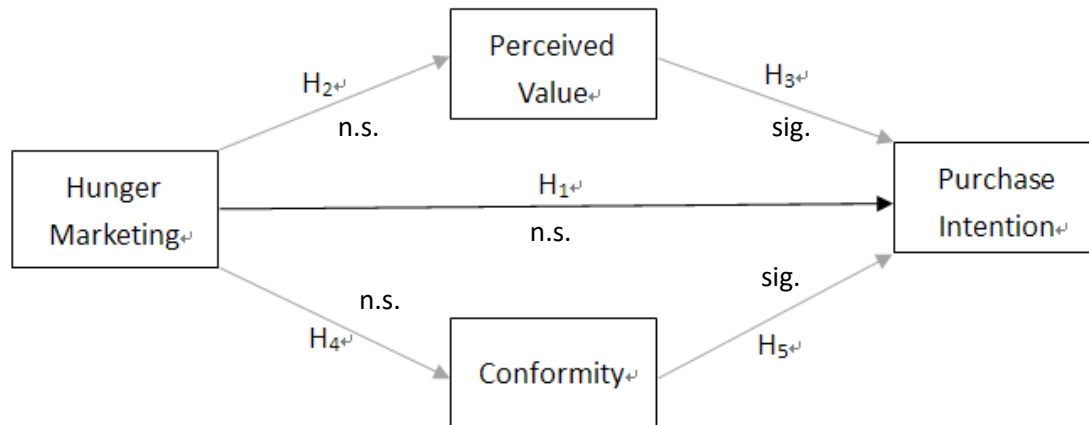 Perceived
Value↵
H₂↵
n.s.
H₃↵
sig.
Hunger
Marketing↵
H₁↵
n.s.
Purchase
Intention↵
n.s.
H₄↵
Conformity↵
sig.
H₅↵